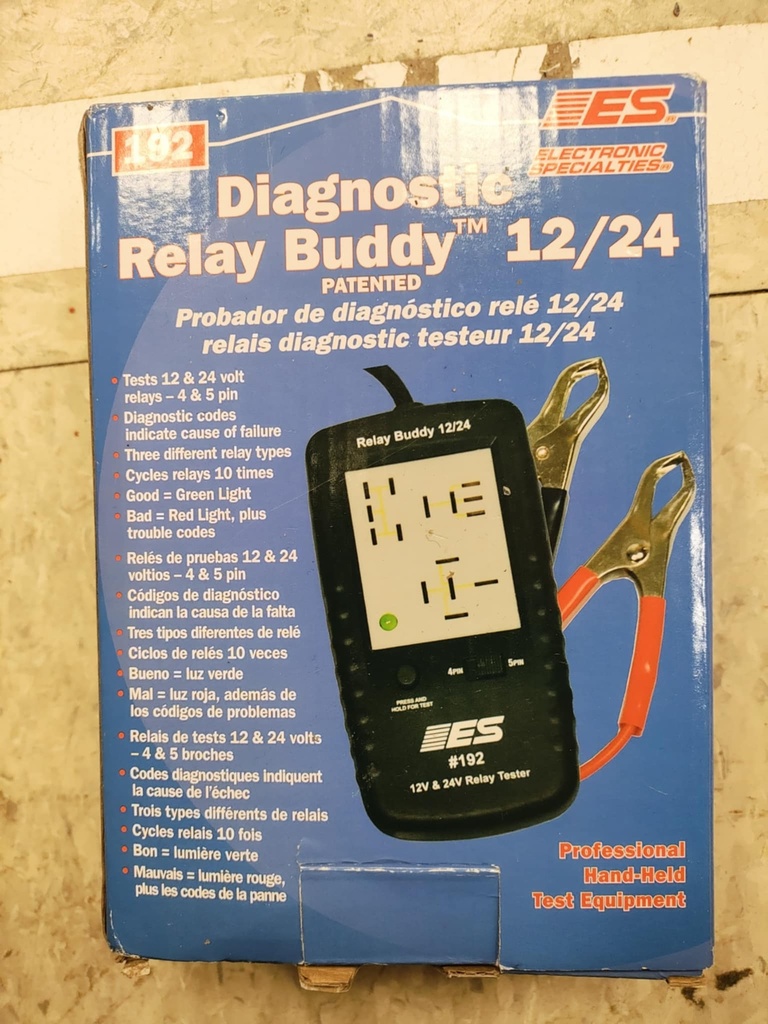 192
ES
ELECTRONIC
SPECIALTIES
Diagnostic
Relay Buddy™ 12/24
PATENTED
Probador de diagnóstico relé 12/24
relais diagnostic testeur 12/24
• Tests 12 & 24 volt
relays – 4 & 5 pin
• Diagnostic codes
indicate cause of failure
• Three different relay types
• Cycles relays 10 times
• Good = Green Light
• Bad = Red Light, plus
trouble codes
• Relés de pruebas 12 & 24
voltios – 4 & 5 pin
• Códigos de diagnóstico
indican la causa de la falta
• Tres tipos diferentes de relé
• Ciclos de relés 10 veces
• Bueno = luz verde
• Mal = luz roja, además de
los códigos de problemas
• Relais de tests 12 & 24 volts
– 4 & 5 broches
• Codes diagnostiques indiquent
la cause de l'échec
• Trois types différents de relais
• Cycles relais 10 fois
• Bon = lumière verte
• Mauvais = lumière rouge,
plus les codes de la panne
Relay Buddy 12/24
4PIN 5PIN
PRESS AND
HOLD FOR TEST
ES
#192
12V & 24V Relay Tester
Professional
Hand-Held
Test Equipment